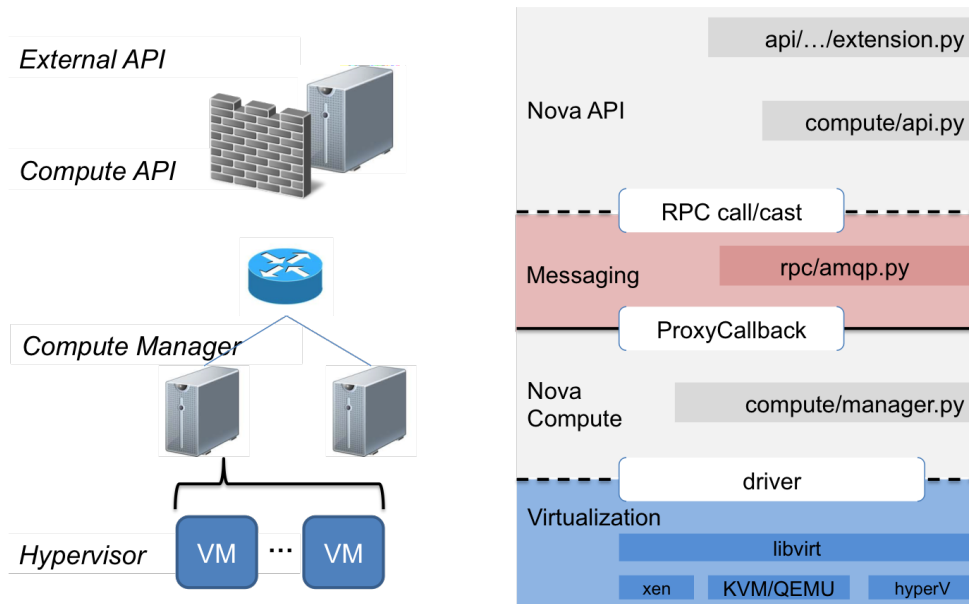 External API
Compute API
Compute Manager
Hypervisor
VM
...
VM
api/…/extension.py
Nova API
compute/api.py
RPC call/cast
Messaging
rpc/amqp.py
ProxyCallback
Nova
Compute
compute/manager.py
driver
Virtualization
libvirt
xen
KVM/QEMU
hyperV